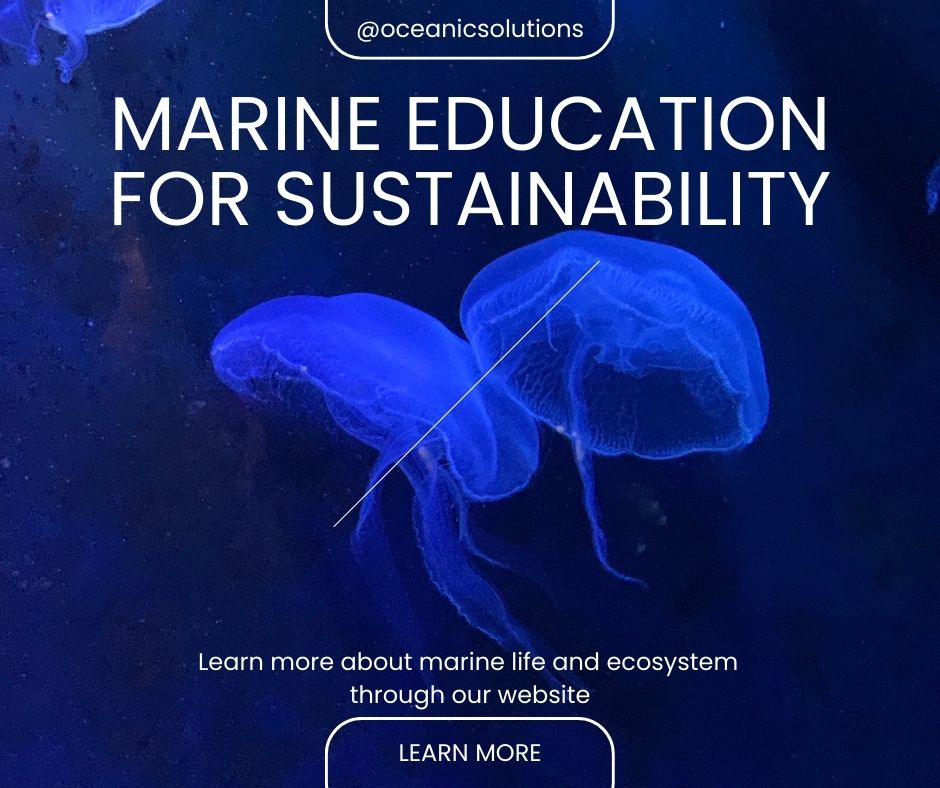 @oceanicsolutions
MARINE EDUCATION
FOR SUSTAINABILITY
Learn more about marine life and ecosystem
through our website
LEARN MORE